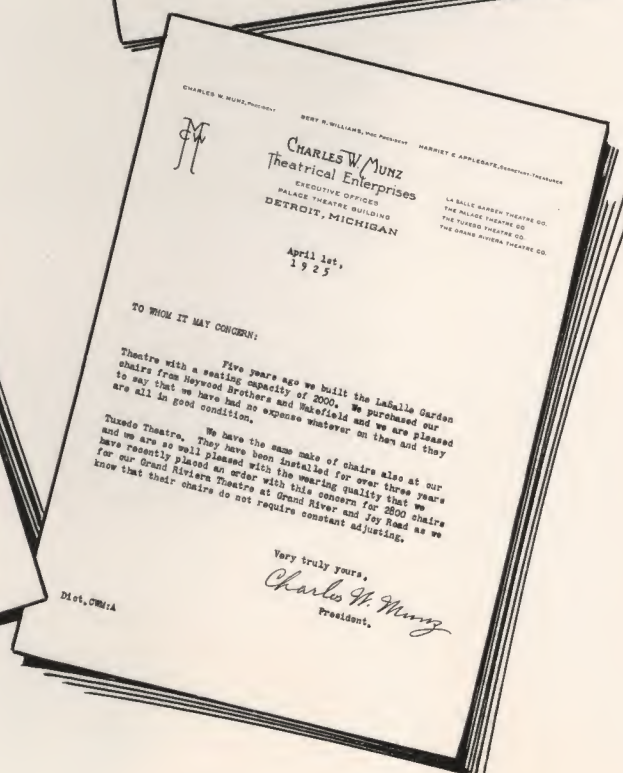 CHARLES W. MUNZ, PRESIDENT BERT R. WILLIAMS, VICE PRESIDENT HARRIET E APPLEGATE, SECRETARY-TREASURER
MCW
CHARLES W. MUNZ
Theatrical Enterprises
EXECUTIVE OFFICES
PALACE THEATRE BUILDING
DETROIT, MICHIGAN
LA SALLE GARDEN THEATRE CO.
THE PALACE THEATRE CO
THE TUXEDO THEATRE CO.
THE GRAND RIVIERA THEATRE CO.
April 1st,
1925
TO WHOM IT MAY CONCERN:
Five years ago we built the LaSalle Garden
Theatre with a seating capacity of 2000. We purchased our
chairs from Heywood Brothers and Wakefield and we are pleased
to say that we have had no expense whatever on them and they
are all in good condition.
We have the same make of chairs also at our
Tuxedo Theatre. They have been installed for over three years
and we are so well pleased with the wearing quality that we
have recently placed an order with this concern for 2800 chairs
for our Grand Riviera Theatre at Grand River and Joy Road as we
know that their chairs do not require constant adjusting.
Very truly yours,
Charles W. Munz
President.
Dict.CWM:A